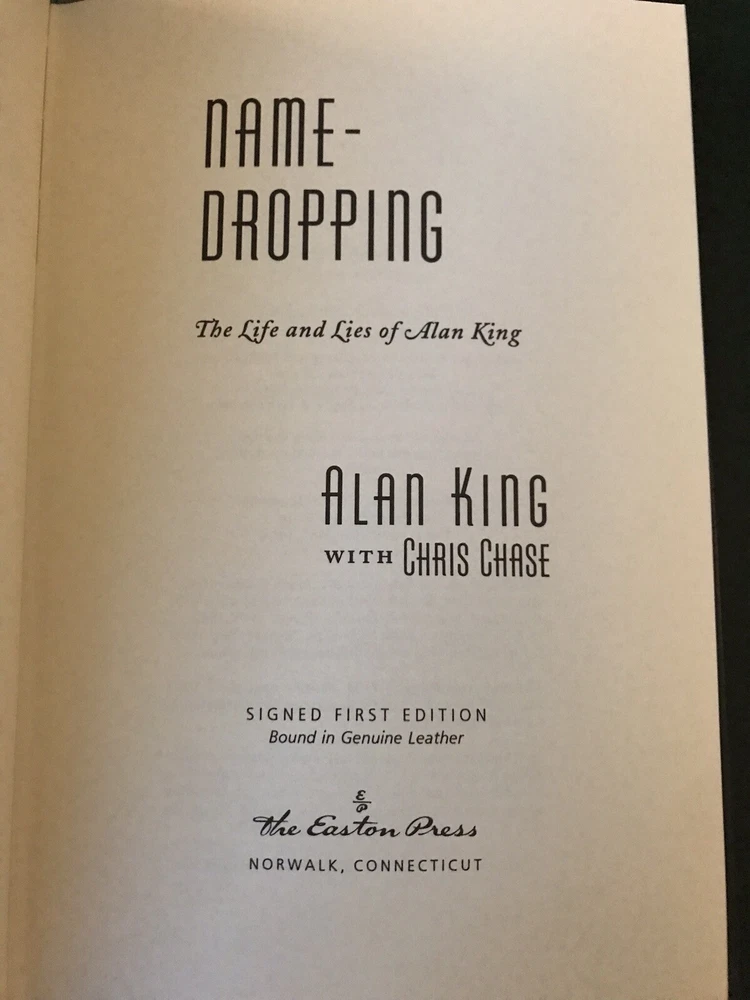 NAME-
DROPPING
The Life and Lies of Alan King
ALAN KING
WITH CHRIS CHASE
SIGNED FIRST EDITION
Bound in Genuine Leather
E
P
The Easton Press
NORWALK, CONNECTICUT